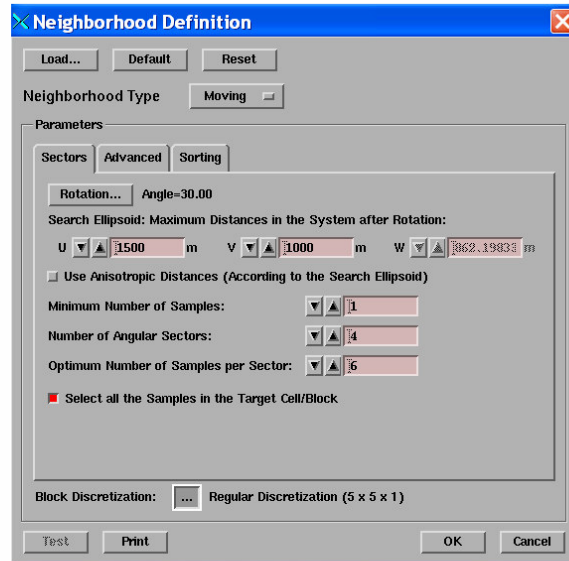 Neighborhood Definition
Load... Default Reset
Neighborhood Type Moving
Parameters
Sectors Advanced Sorting
Rotation... Angle=30.00
Search Ellipsoid: Maximum Distances in the System after Rotation:
U 1500 m V 1000 m W 862.19833 m
Use Anisotropic Distances (According to the Search Ellipsoid)
Minimum Number of Samples: 1
Number of Angular Sectors: 4
Optimum Number of Samples per Sector: 6
Select all the Samples in the Target Cell/Block
Block Discretization: ... Regular Discretization (5 x 5 x 1)
Test Print OK Cancel